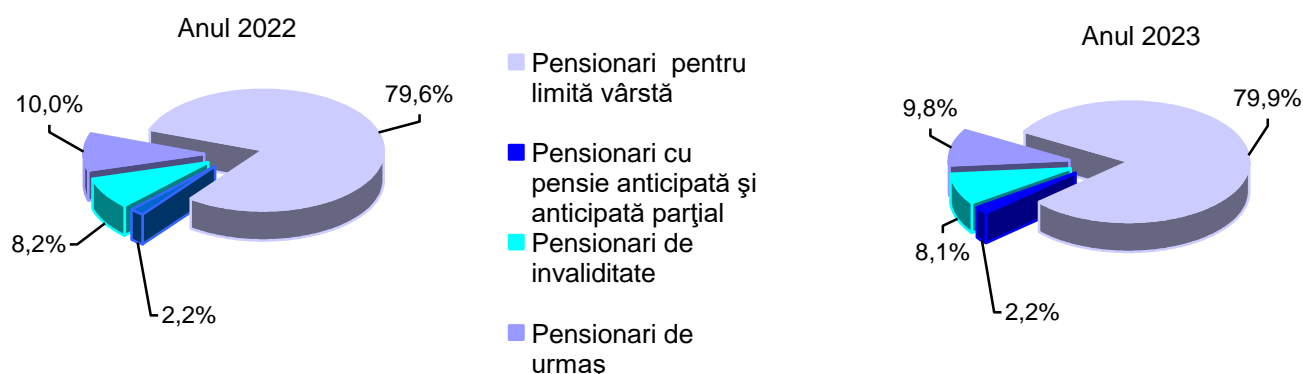 Anul 2022
79,6%
10,0%
8,2%
2,2%
Pensionari pentru
limită vârstă
Pensionari cu
pensie anticipată şi
anticipată parţial
Pensionari de
invaliditate
Pensionari de
urmaş
Anul 2023
79,9%
9,8%
8,1%
2,2%